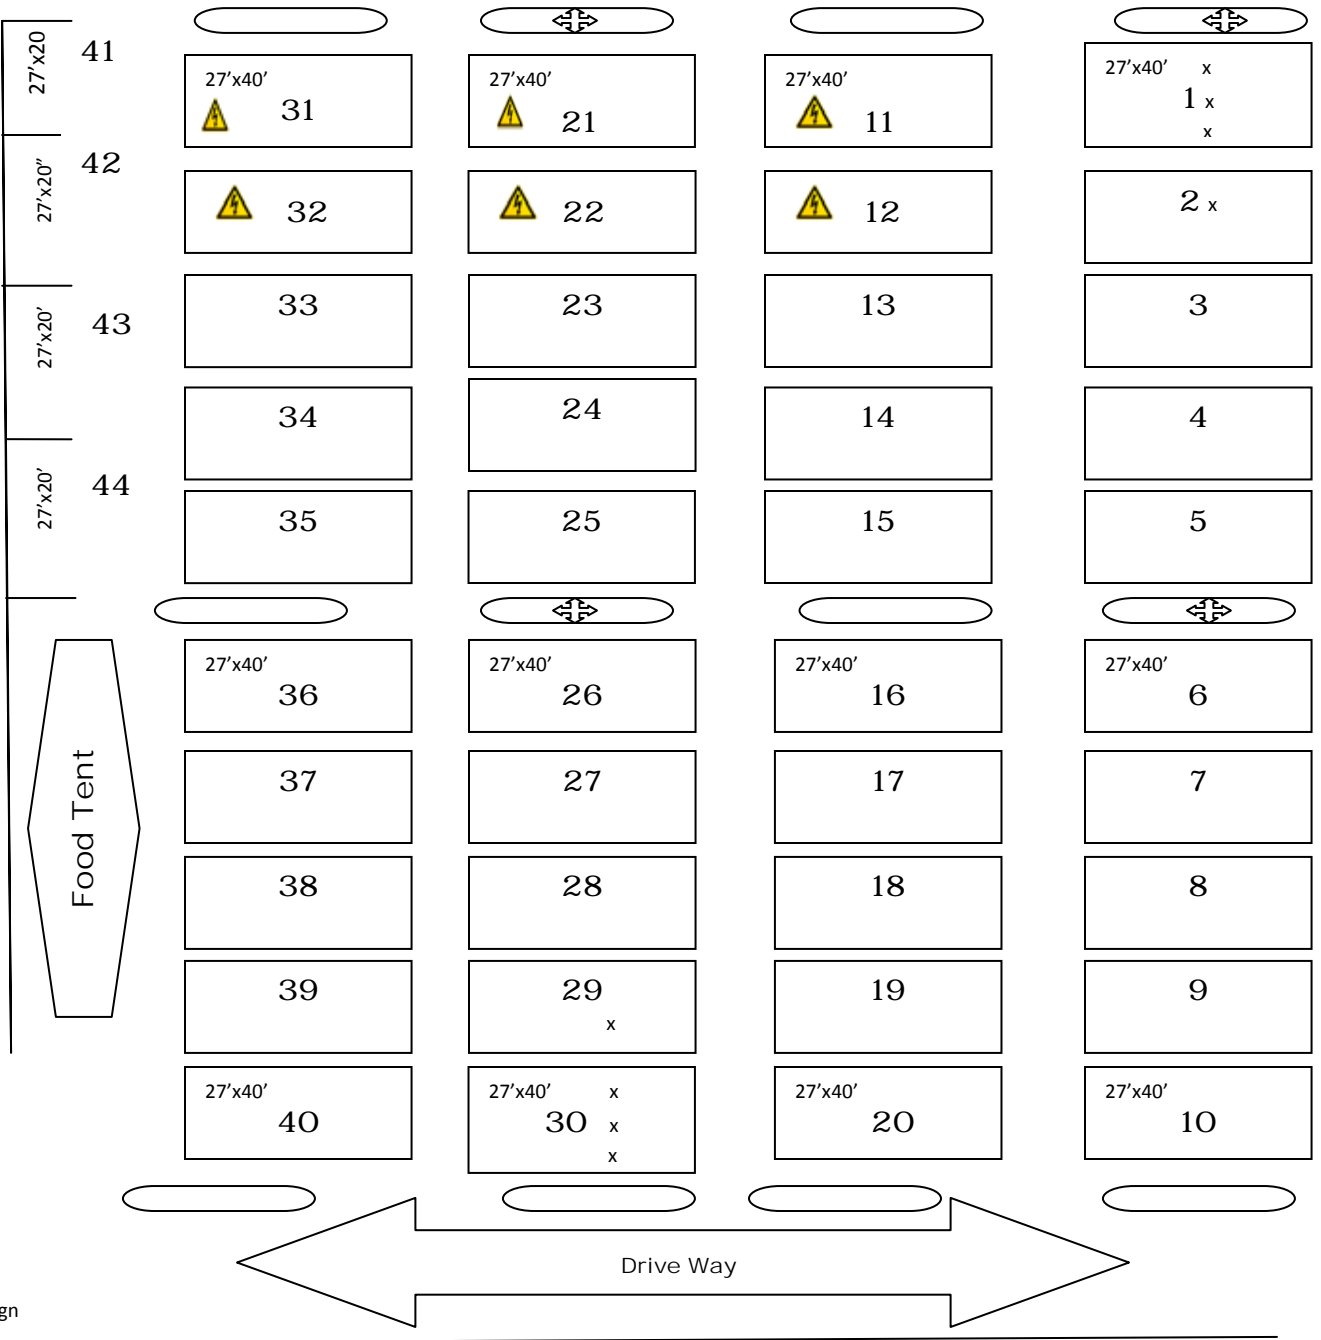 27’x20
41
27’x40’
31
27’x40’
21
27’x40’
11
27’x40’ x
1 x
x
27’x20”
42
32
22
12
2 x
27’x20’
43
33
23
13
3
34
24
14
4
27’x20’
44
35
25
15
5
27’x40’
36
27’x40’
26
27’x40’
16
27’x40’
6
Food Tent
37
27
17
7
38
28
18
8
39
29
x
19
9
27’x40’
40
27’x40’ x
30 x
x
27’x40’
20
27’x40’
10
Drive Way
gn